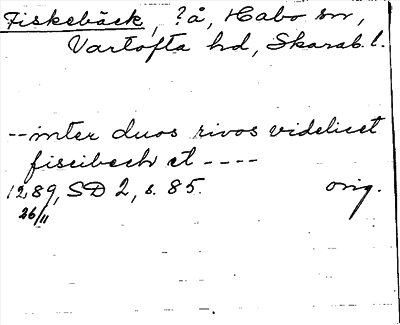 Fiskebäck, ?å, Habo sn,
Vartofta hd, Skarab. l.
-- inter duos rivos videlicet
fiscibech et ----
1289, SD 2, s. 85. orig.
26/11